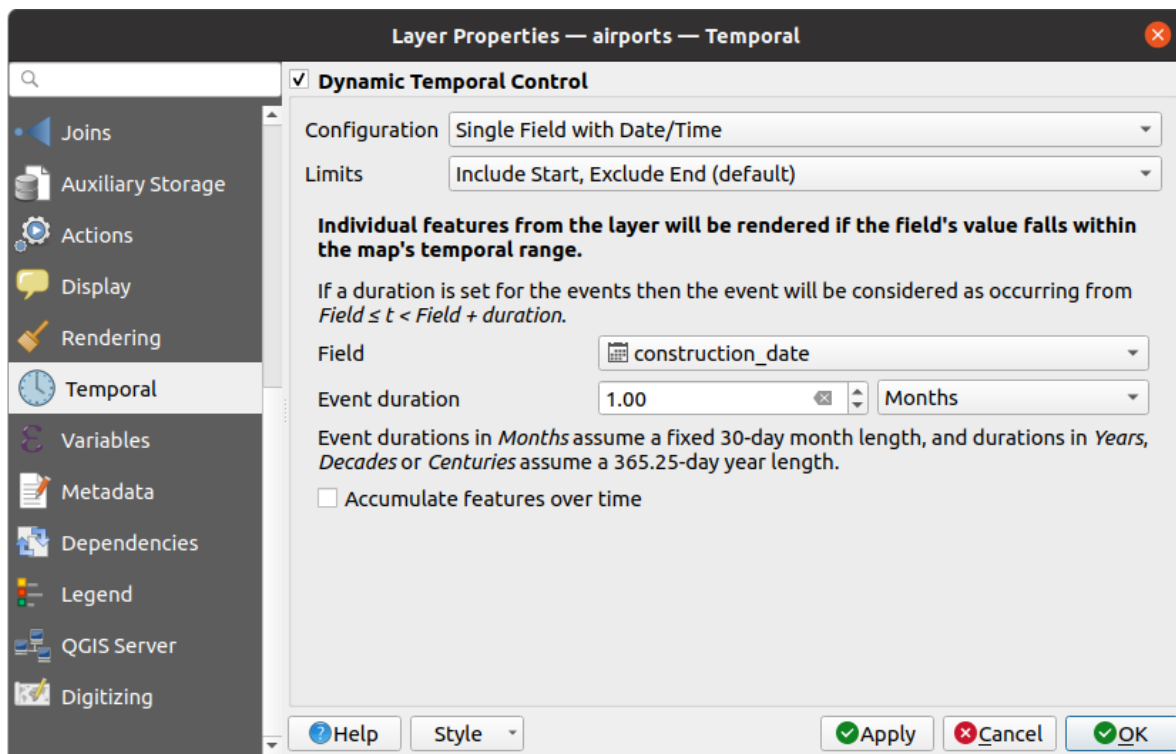 Layer Properties — airports — Temporal
Dynamic Temporal Control
Joins
Auxiliary Storage
Actions
Display
Rendering
Temporal
Variables
Metadata
Dependencies
Legend
QGIS Server
Digitizing
Configuration Single Field with Date/Time
Limits Include Start, Exclude End (default)
Individual features from the layer will be rendered if the field's value falls within
the map's temporal range.
If a duration is set for the events then the event will be considered as occurring from
Field ≤ t < Field + duration.
Field construction_date
Event duration 1.00 Months
Event durations in Months assume a fixed 30-day month length, and durations in Years,
Decades or Centuries assume a 365.25-day year length.
Accumulate features over time
Help Style Apply Cancel OK